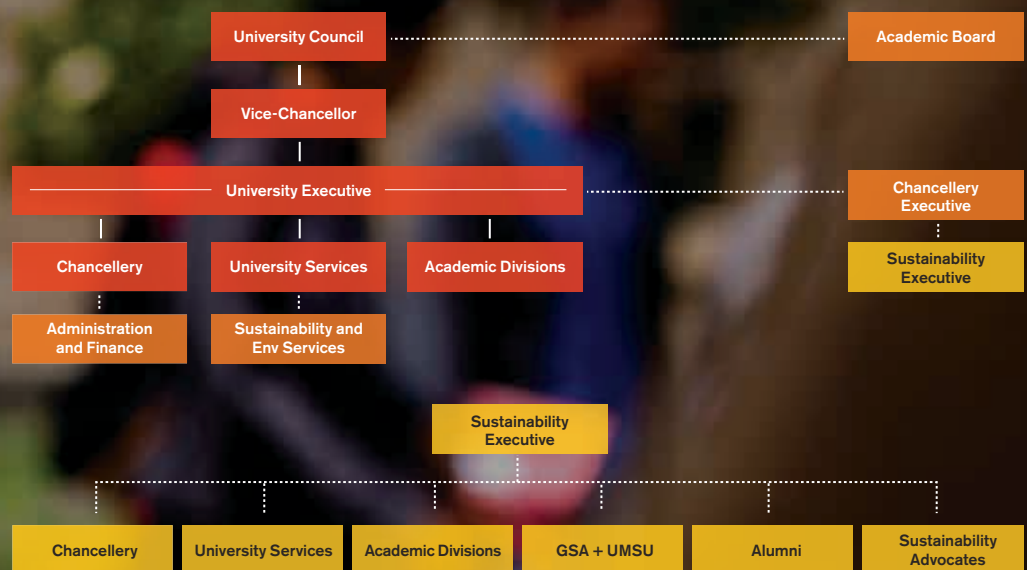 University Council
Academic Board
Vice-Chancellor
University Executive
Chancellery
Executive
Chancellery
University Services
Academic Divisions
Sustainability
Executive
Administration
and Finance
Sustainability and
Env Services
Sustainability
Executive
Chancellery
University Services
Academic Divisions
GSA + UMSU
Alumni
Sustainability
Advocates